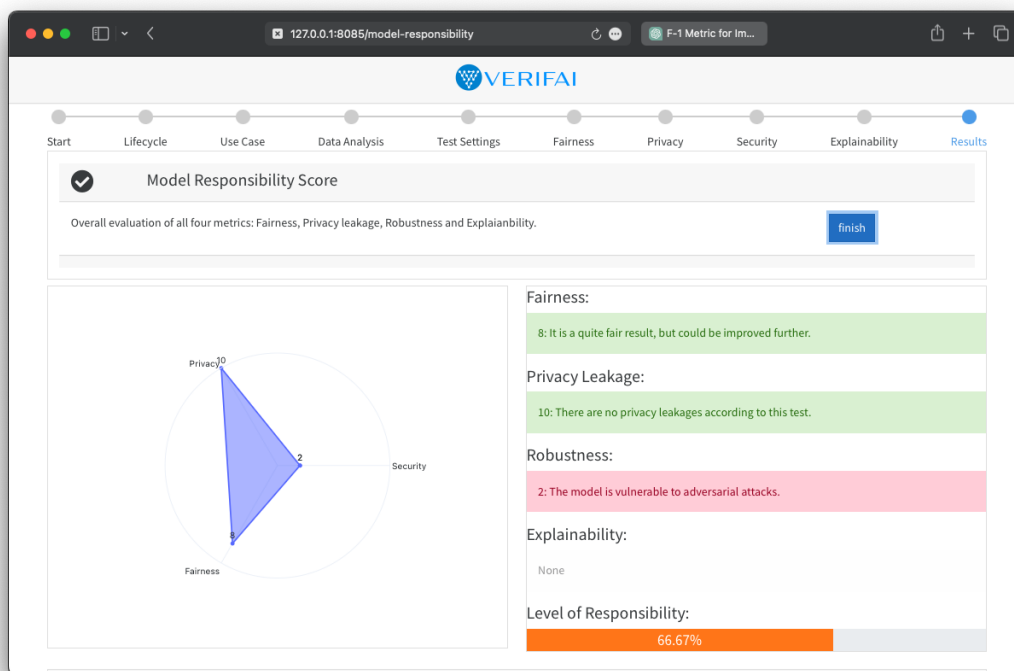 127.0.0.1:8085/model-responsibility
F-1 Metric for Im...
VERIFAI
Start Lifecycle Use Case Data Analysis Test Settings Fairness Privacy Security Explainability Results
Model Responsibility Score
Overall evaluation of all four metrics: Fairness, Privacy leakage, Robustness and Explaianbility.
finish
Privacy
10
2
Security
8
Fairness
Fairness:
8: It is a quite fair result, but could be improved further.
Privacy Leakage:
10: There are no privacy leakages according to this test.
Robustness:
2: The model is vulnerable to adversarial attacks.
Explainability:
None
Level of Responsibility:
66.67%